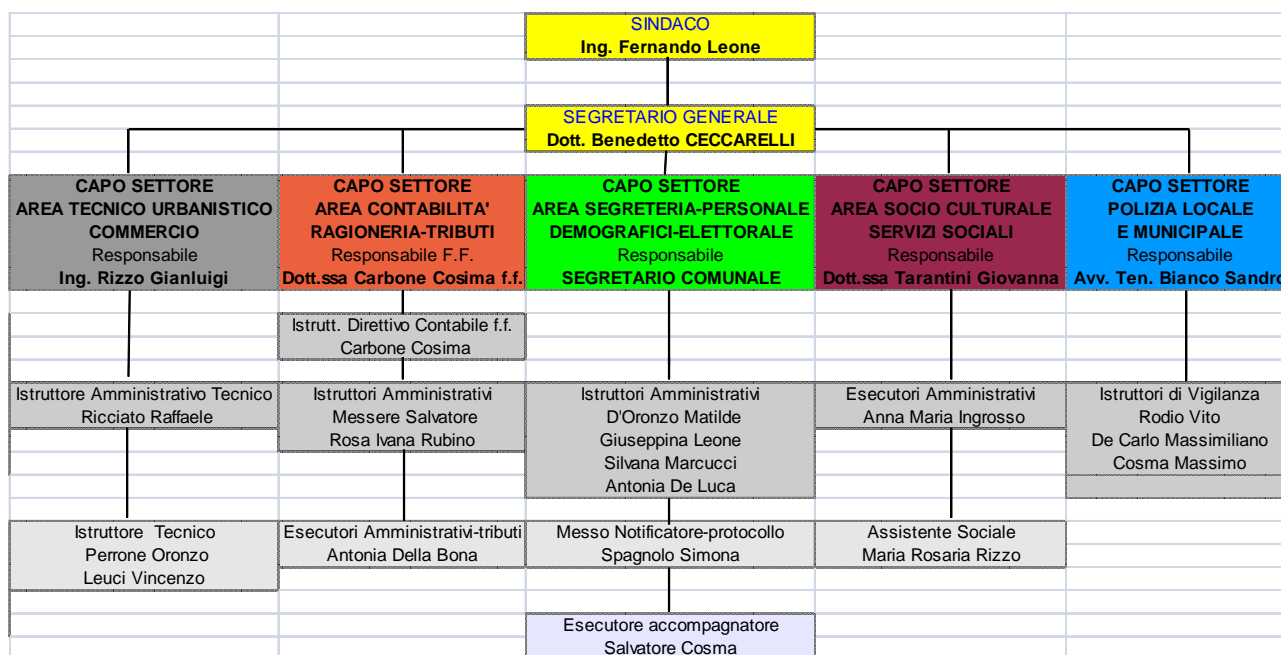 SINDACO
Ing. Fernando Leone
SEGRETARIO GENERALE
Dott. Benedetto CECCARELLI
CAPO SETTORE
AREA TECNICO URBANISTICO
COMMERCIO
Responsabile
Ing. Rizzo Gianluigi
CAPO SETTORE
AREA CONTABILITA'
RAGIONERIA-TRIBUTI
Responsabile F.F.
Dott.ssa Carbone Cosima f.f.
CAPO SETTORE
AREA SEGRETERIA-PERSONALE
DEMOGRAFICI-ELETTORALE
Responsabile
SEGRETARIO COMUNALE
CAPO SETTORE
AREA SOCIO CULTURALE
SERVIZI SOCIALI
Responsabile
Dott.ssa Tarantini Giovanna
CAPO SETTORE
POLIZIA LOCALE
E MUNICIPALE
Responsabile
Avv. Ten. Bianco Sandro
Istrutt. Direttivo Contabile f.f.
Carbone Cosima
Istruttore Amministrativo Tecnico
Ricciato Raffaele
Istruttori Amministrativi
Messere Salvatore
Rosa Ivana Rubino
Istruttori Amministrativi
D'Oronzo Matilde
Giuseppina Leone
Silvana Marcucci
Antonia De Luca
Esecutori Amministrativi
Anna Maria Ingrosso
Istruttori di Vigilanza
Rodio Vito
De Carlo Massimiliano
Cosma Massimo
Istruttore Tecnico
Perrone Oronzo
Leuci Vincenzo
Esecutori Amministrativi-tributi
Antonia Della Bona
Messo Notificatore-protocollo
Spagnolo Simona
Assistente Sociale
Maria Rosaria Rizzo
Esecutore accompagnatore
Salvatore Cosma